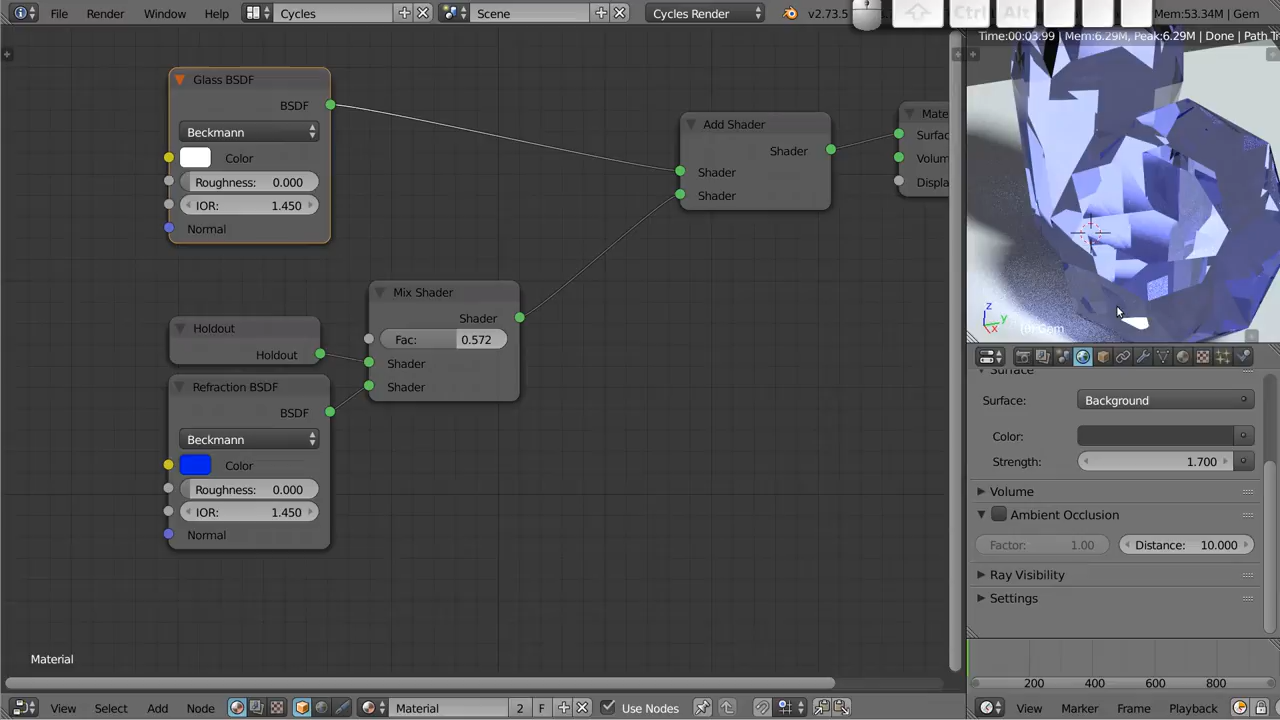 File Render Window Help Cycles Scene Cycles Render v2.73.5 Ctrl Alt Mem:53.34M | Gem
Time:00:03.99 | Mem:6.29M, Peak:6.29M | Done | Path
Glass BSDF
BSDF
Beckmann
Color
Roughness: 0.000
IOR: 1.450
Normal
Add Shader
Shader
Shader
Shader
Mate
Surfac
Volum
Displa
Mix Shader
Shader
Fac: 0.572
Shader
Shader
Holdout
Holdout
Refraction BSDF
BSDF
Beckmann
Color
Roughness: 0.000
IOR: 1.450
Normal
z
y
x
Gem
Surface
Surface: Background
Color:
Strength: 1.700
Volume
Ambient Occlusion
Factor: 1.00 Distance: 10.000
Ray Visibility
Settings
Material
200 400 600 800
View Select Add Node Material 2 F Use Nodes
View Marker Frame Playback